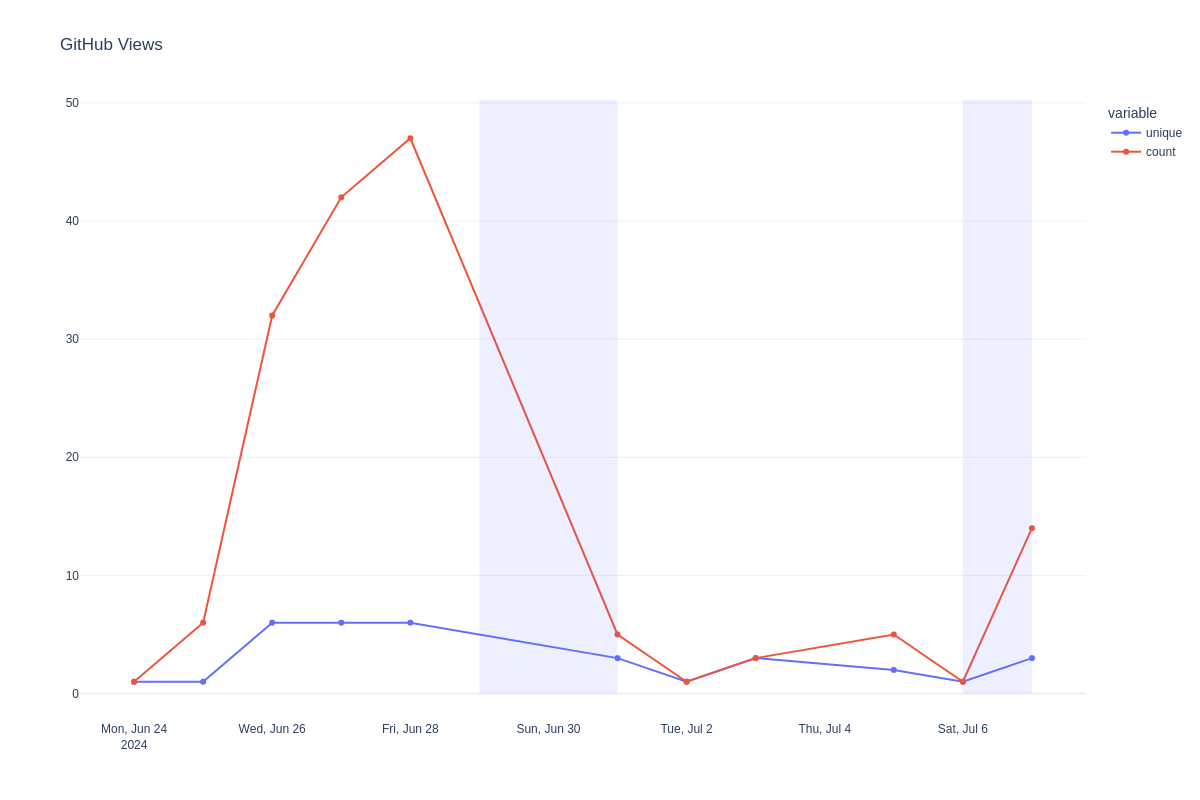 GitHub Views
50
40
30
20
10
0
Mon, Jun 24
2024
Wed, Jun 26
Fri, Jun 28
Sun, Jun 30
Tue, Jul 2
Thu, Jul 4
Sat, Jul 6
variable
unique
count